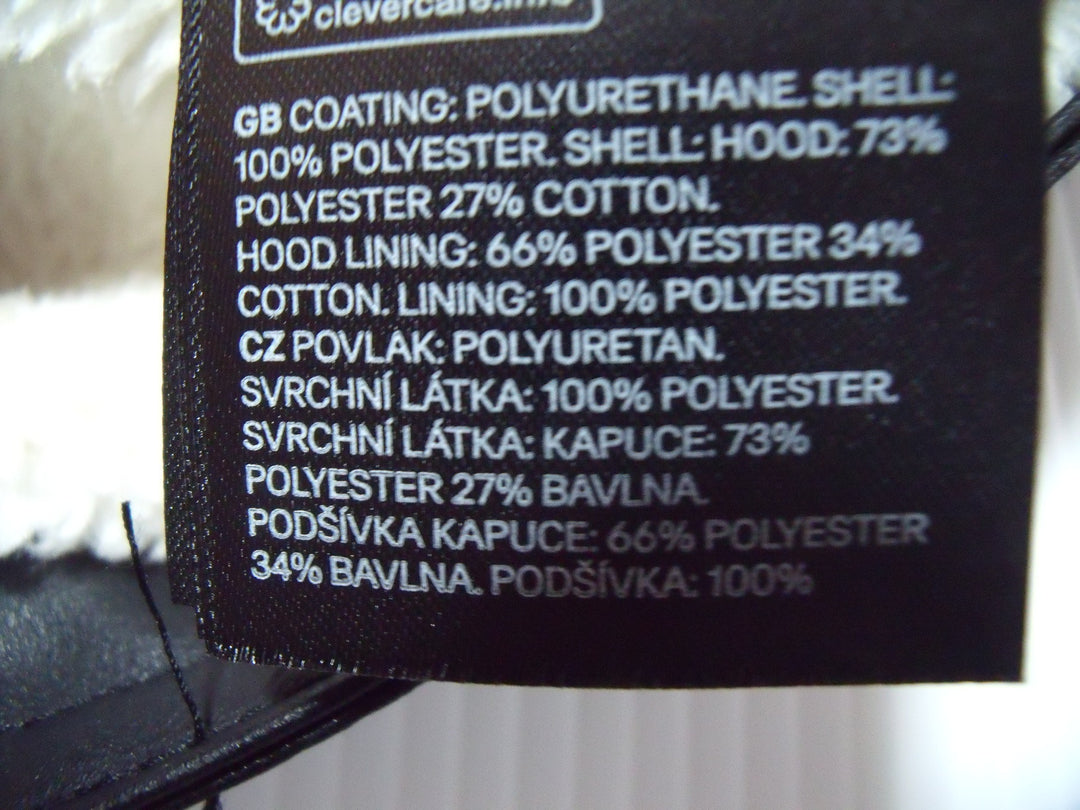 clevercare.info
GB COATING: POLYURETHANE. SHELL:
100% POLYESTER. SHELL: HOOD: 73%
POLYESTER 27% COTTON.
HOOD LINING: 66% POLYESTER 34%
COTTON. LINING: 100% POLYESTER.
CZ POVLAK: POLYURETAN.
SVRCHNÍ LÁTKA: 100% POLYESTER.
SVRCHNÍ LÁTKA: KAPUCE: 73%
POLYESTER 27% BAVLNA.
PODŠÍVKA KAPUCE: 66% POLYESTER
34% BAVLNA. PODŠÍVKA: 100%